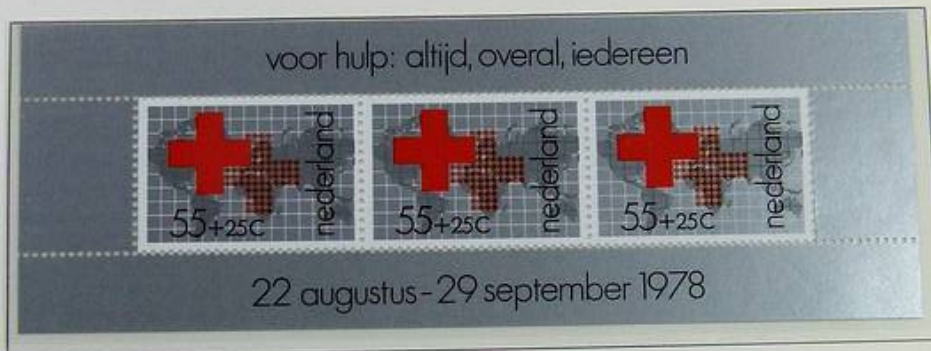 voor hulp: altijd, overal, iedereen
nederland
55+25C
nederland
55+25C
nederland
55+25C
22 augustus-29 september 1978